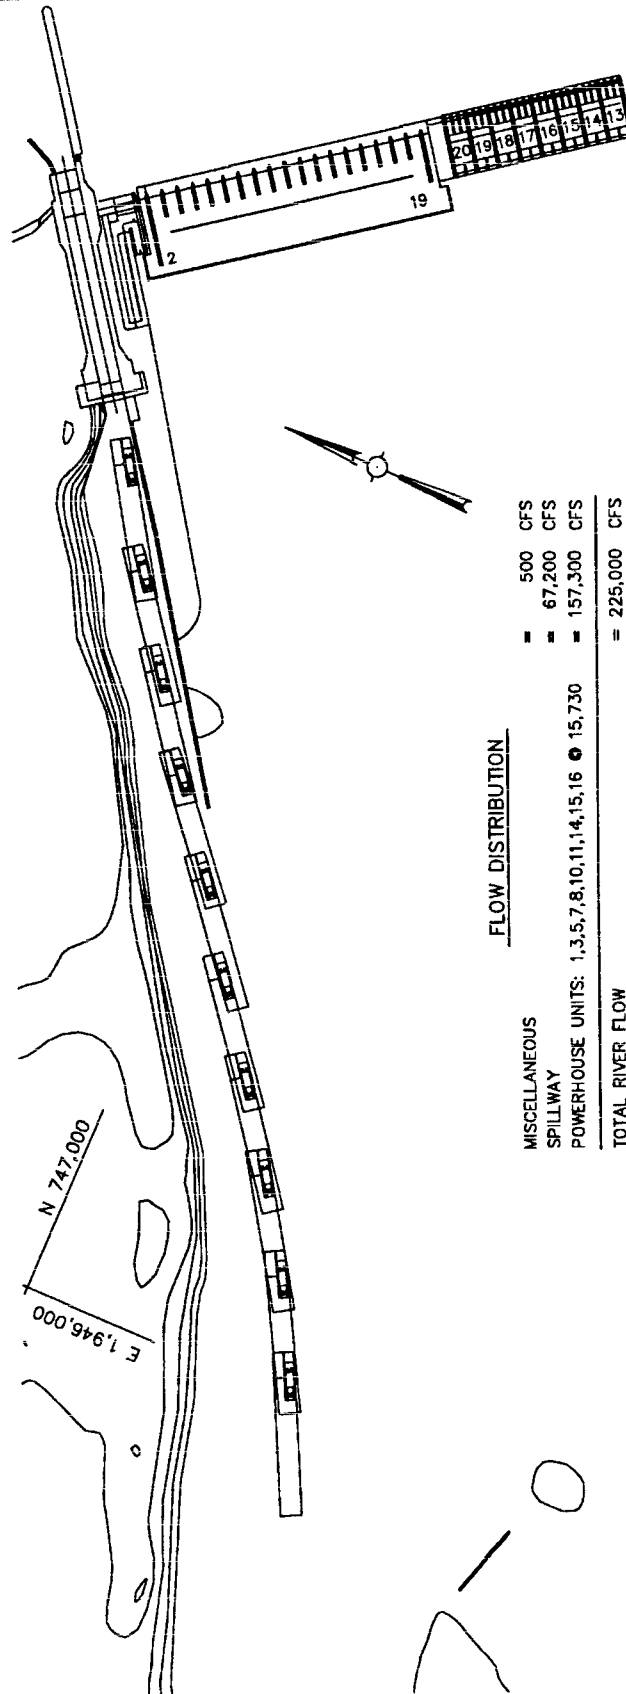 20 19 18 17 16 15 14 13
19
2
FLOW DISTRIBUTION
MISCELLANEOUS = 500 CFS
SPILLWAY = 67,200 CFS
POWERHOUSE UNITS: 1,3,5,7,8,10,11,14,15,16 @ 15,730 = 157,300 CFS
TOTAL RIVER FLOW = 225,000 CFS
N 747,000
E 1,946,000